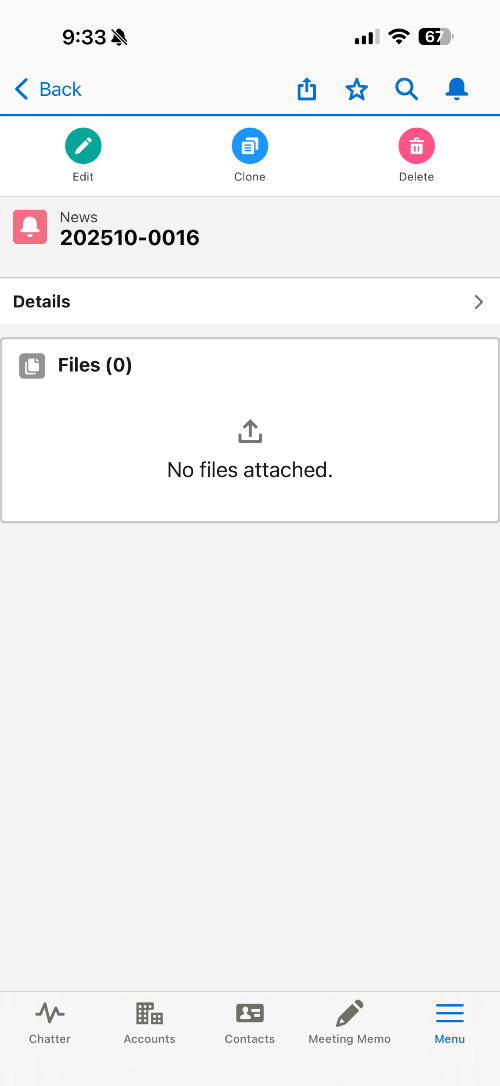 9:33
67
Back
Edit
Clone
Delete
News
202510-0016
Details
Files (0)
No files attached.
Chatter
Accounts
Contacts
Meeting Memo
Menu